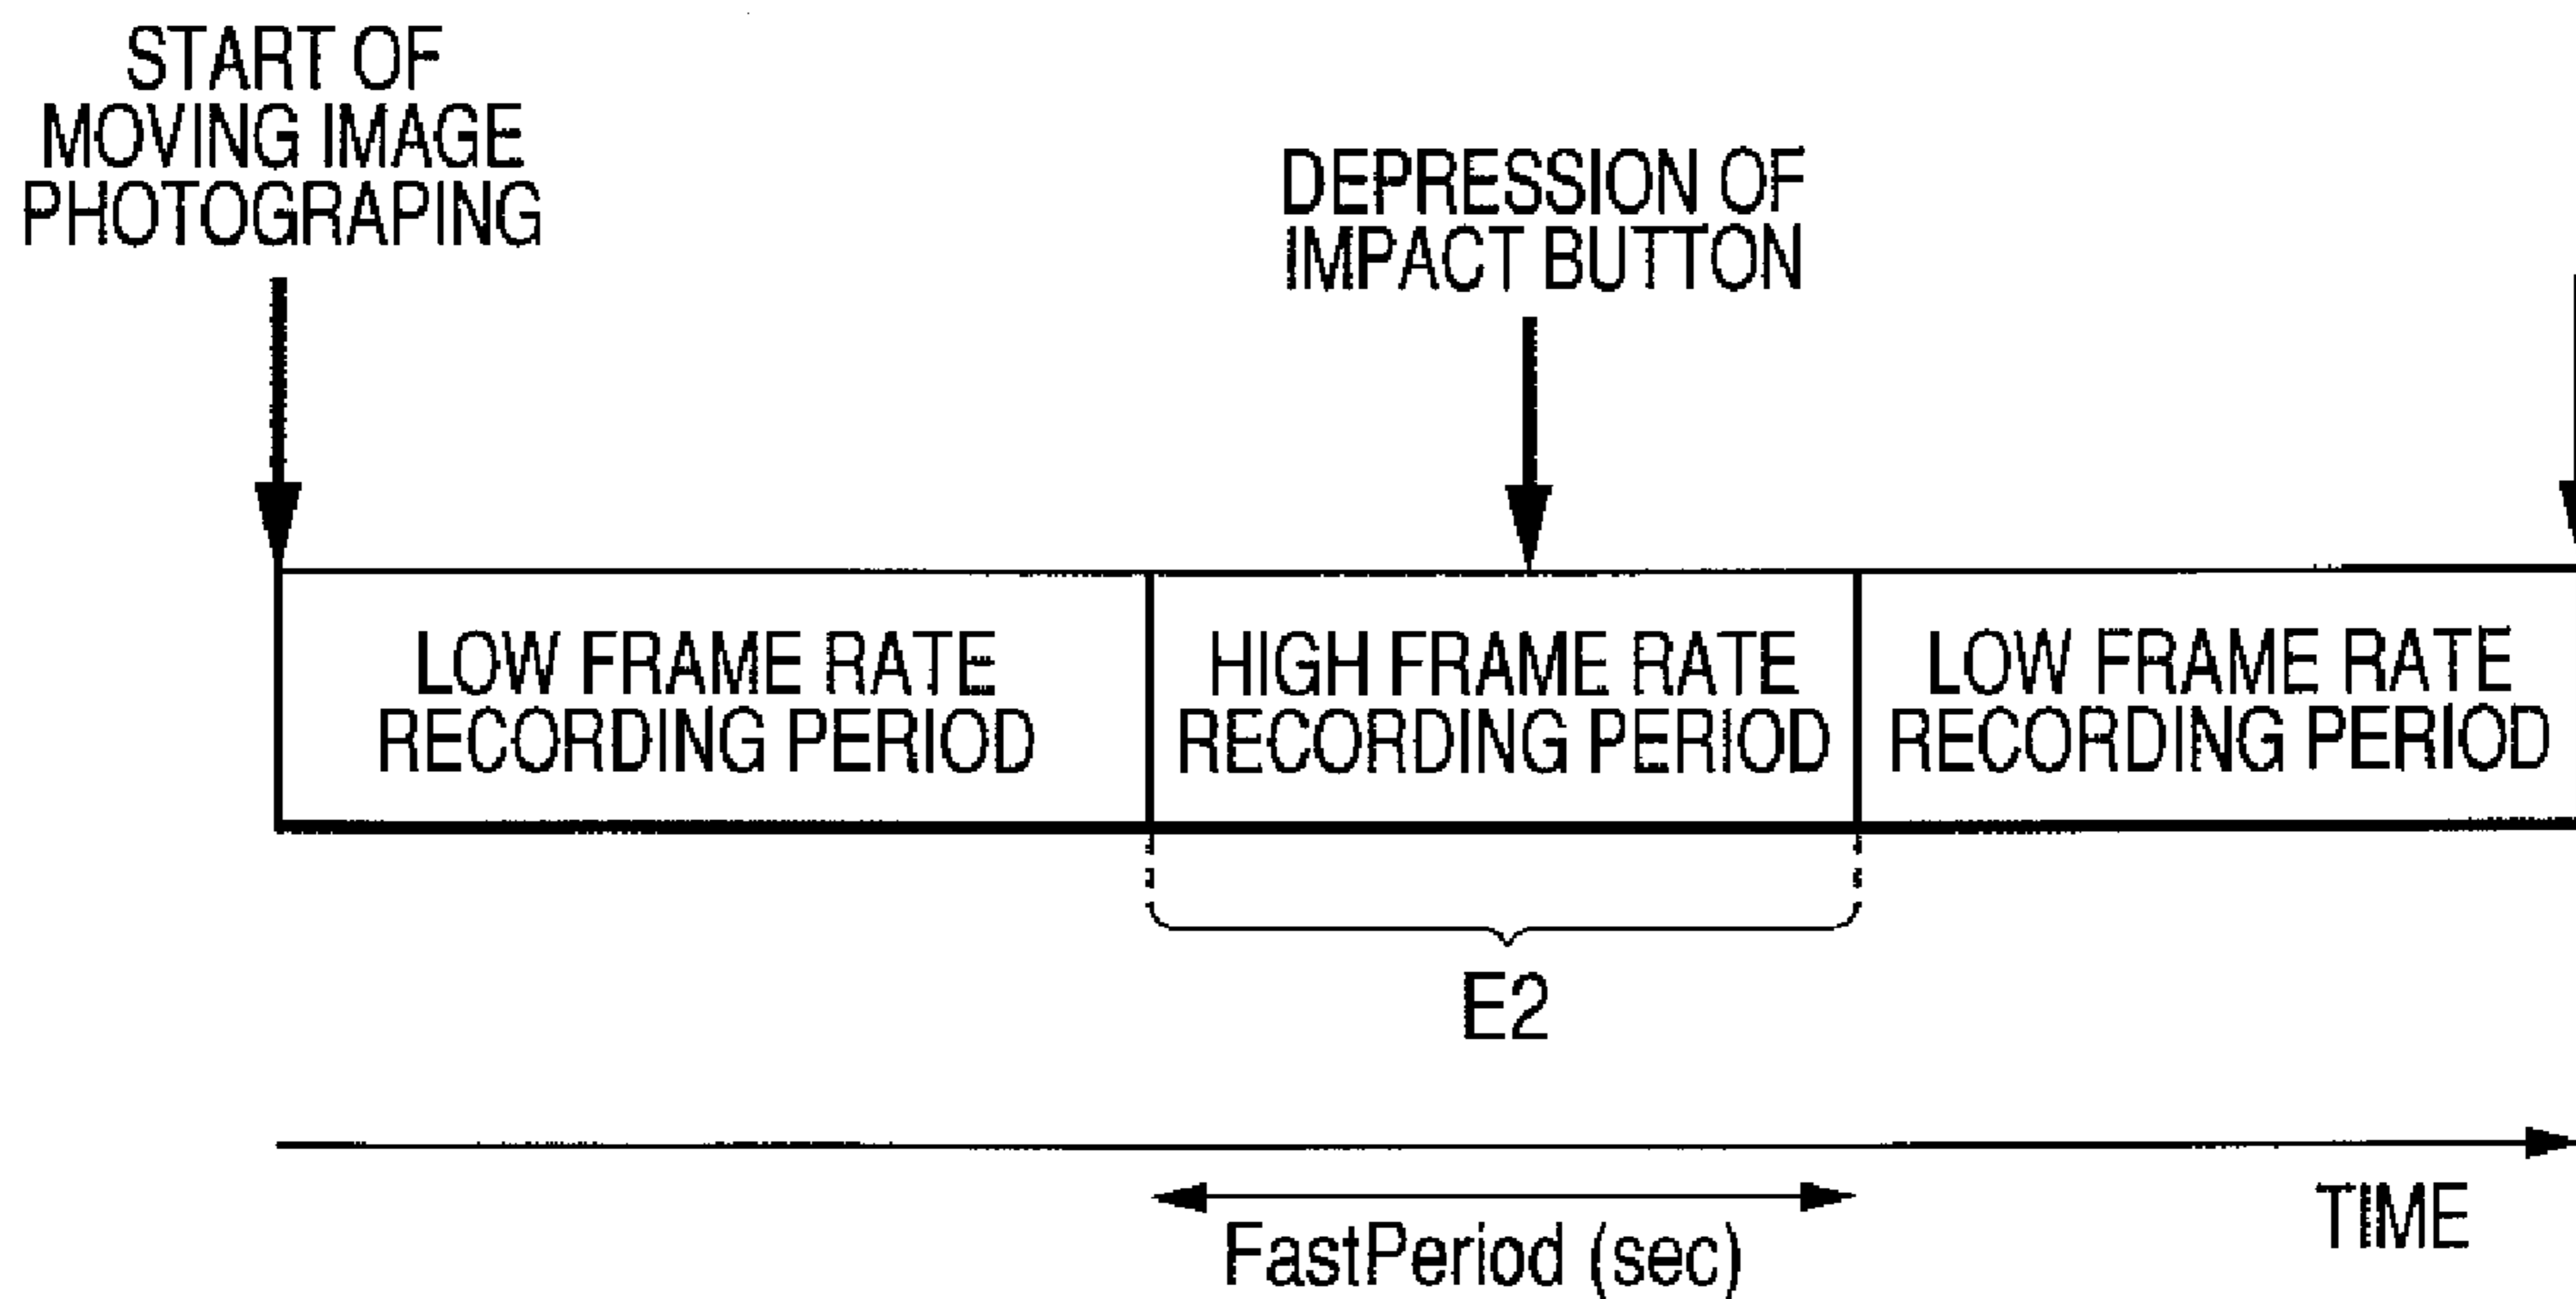 START OF
MOVING IMAGE
PHOTOGRAPING
DEPRESSION OF
IMPACT BUTTON
LOW FRAME RATE
RECORDING PERIOD
HIGH FRAME RATE
RECORDING PERIOD
LOW FRAME RATE
RECORDING PERIOD
E2
TIME
FastPeriod (sec)